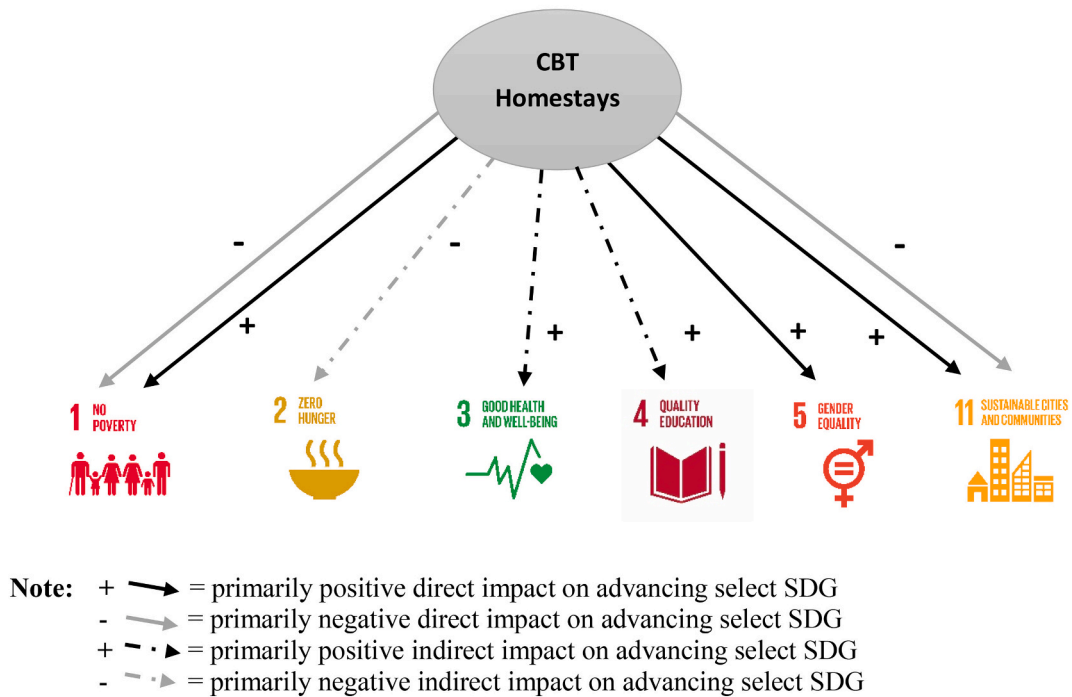 CBT
Homestays
-
-
-
+
+
+
+
+
1 NO POVERTY
2 ZERO HUNGER
3 GOOD HEALTH AND WELL-BEING
4 QUALITY EDUCATION
5 GENDER EQUALITY
11 SUSTAINABLE CITIES AND COMMUNITIES
Note: + = primarily positive direct impact on advancing select SDG
- = primarily negative direct impact on advancing select SDG
+ = primarily positive indirect impact on advancing select SDG
- = primarily negative indirect impact on advancing select SDG